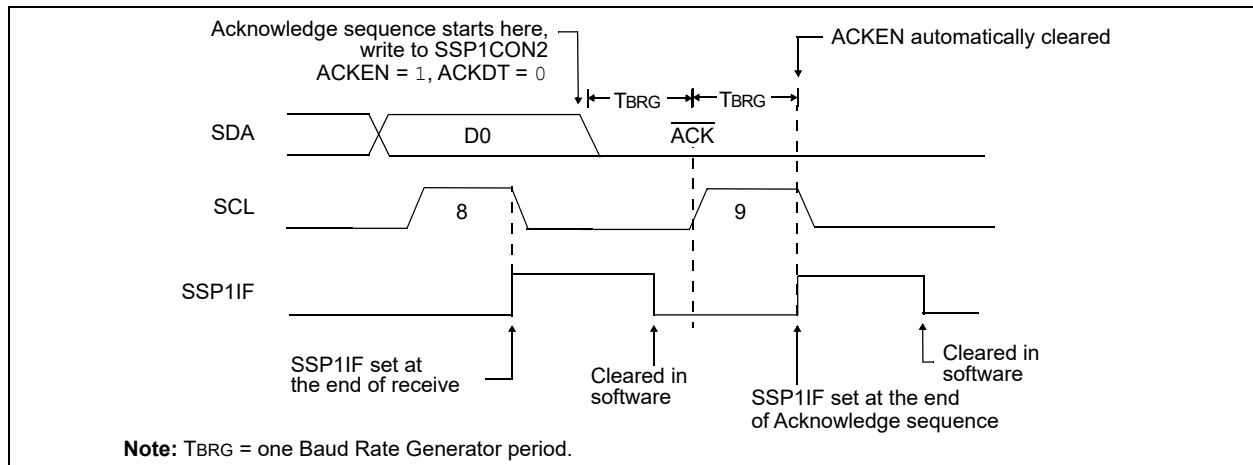 Acknowledge sequence starts here,
write to SSP1CON2
ACKEN = 1, ACKDT = 0
ACKEN automatically cleared
TBRG
TBRG
SDA
D0
ACK
SCL
8
9
SSP1IF
SSP1IF set at
the end of receive
Cleared in
software
SSP1IF set at the end
of Acknowledge sequence
Cleared in
software
Note: TBRG = one Baud Rate Generator period.